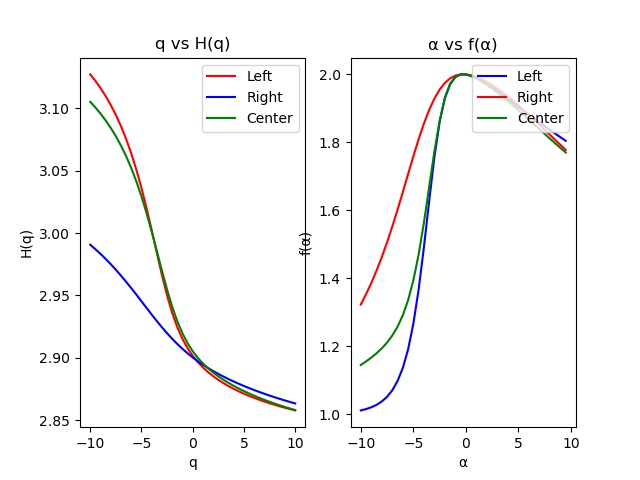 q vs H(q)
H(q)
3.10
3.05
3.00
2.95
2.90
2.85
Left
Right
Center
−10
−5
0
5
10
q
α vs f(α)
f(α)
2.0
1.8
1.6
1.4
1.2
1.0
Left
Right
Center
−10
−5
0
5
10
α